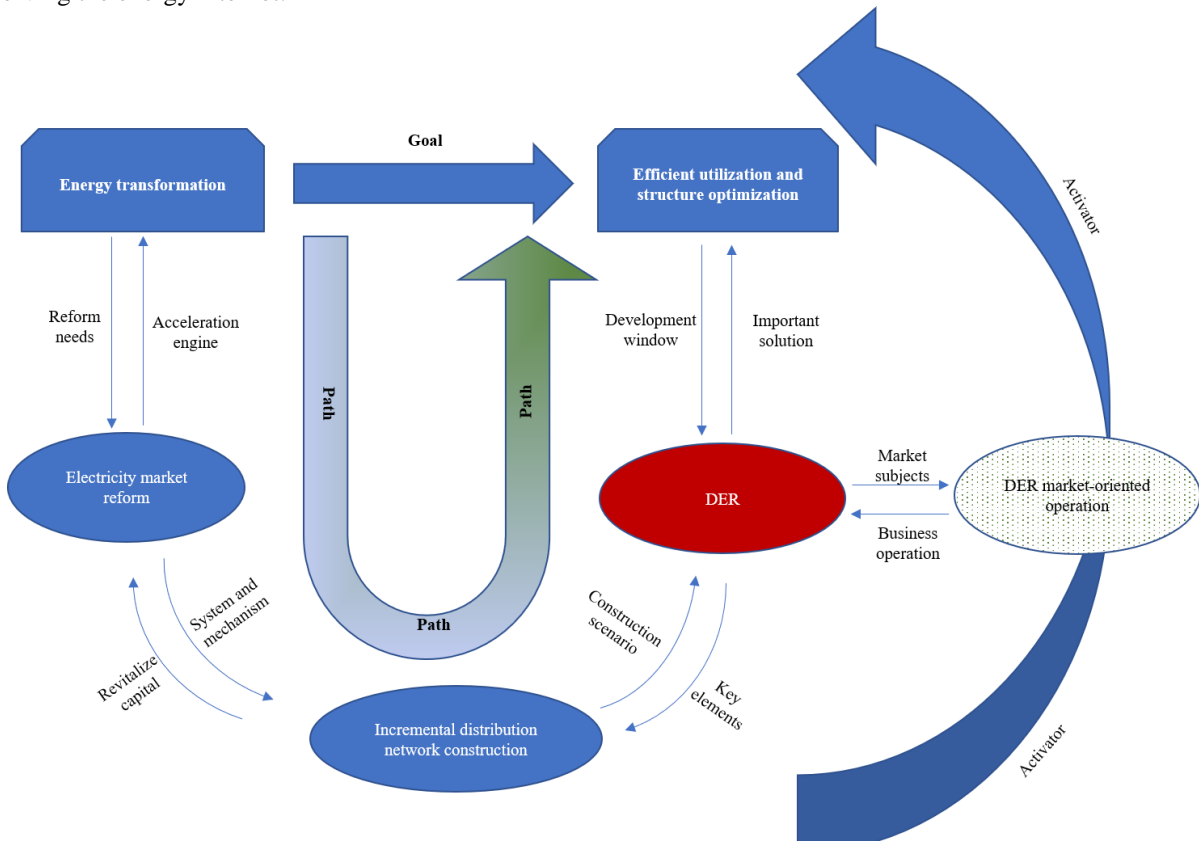 Goal
Energy transformation
Efficient utilization and
structure optimization
Activator
Reform
needs
Acceleration
engine
Development
window
Important
solution
Path
Path
Electricity market
reform
DER
Market
subjects
DER market-oriented
operation
Business
operation
System and
mechanism
Revitalize
capital
Path
Construction
scenario
Key
elements
Incremental distribution
network construction
Activator